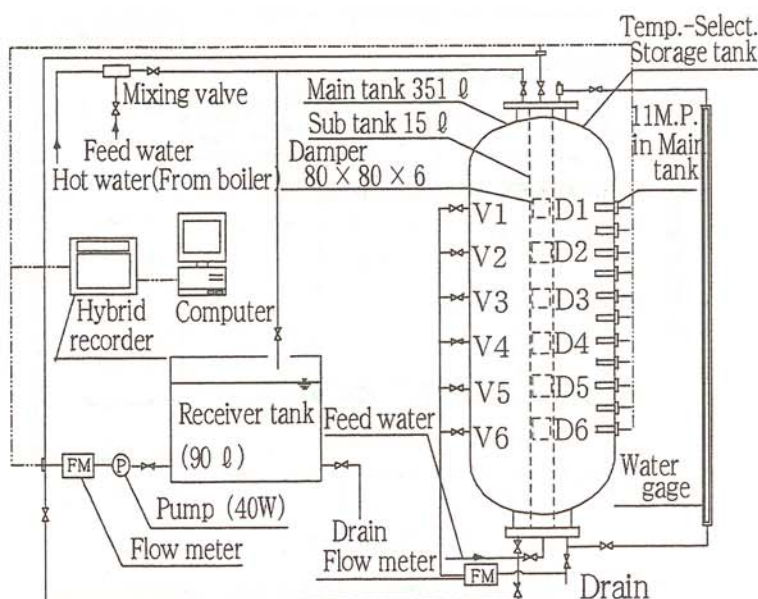 Temp.-Select.
Storage tank
Mixing valve
Main tank 351 ℓ
Sub tank 15 ℓ
Feed water
Damper
Hot water(From boiler)
80 × 80 × 6
11M.P.
in Main
tank
V1
D1
V2
D2
V3
D3
V4
D4
V5
D5
V6
D6
Hybrid
recorder
Computer
Receiver tank
(90 ℓ)
Feed water
FM
P
Pump (40W)
Flow meter
Drain
Flow meter
FM
Water
gage
Drain